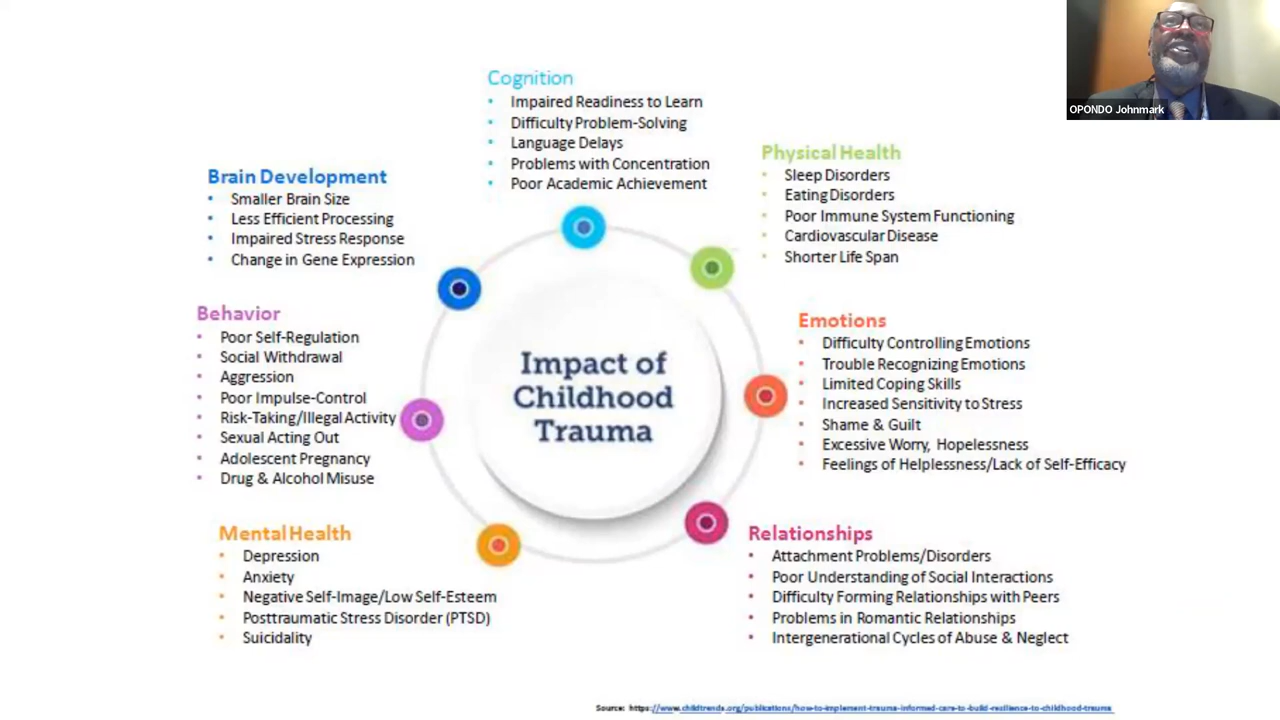 OPONDO Johnmark
Cognition
Impaired Readiness to Learn
Difficulty Problem-Solving
Language Delays
Problems with Concentration
Poor Academic Achievement
Physical Health
Sleep Disorders
Eating Disorders
Poor Immune System Functioning
Cardiovascular Disease
Shorter Life Span
Emotions
Difficulty Controlling Emotions
Trouble Recognizing Emotions
Limited Coping Skills
Increased Sensitivity to Stress
Shame & Guilt
Excessive Worry, Hopelessness
Feelings of Helplessness/Lack of Self-Efficacy
Relationships
Attachment Problems/Disorders
Poor Understanding of Social Interactions
Difficulty Forming Relationships with Peers
Problems in Romantic Relationships
Intergenerational Cycles of Abuse & Neglect
Mental Health
Depression
Anxiety
Negative Self-Image/Low Self-Esteem
Posttraumatic Stress Disorder (PTSD)
Suicidality
Behavior
Poor Self-Regulation
Social Withdrawal
Aggression
Poor Impulse-Control
Risk-Taking/Illegal Activity
Sexual Acting Out
Adolescent Pregnancy
Drug & Alcohol Misuse
Brain Development
Smaller Brain Size
Less Efficient Processing
Impaired Stress Response
Change in Gene Expression
Impact of
Childhood
Trauma
Source: https://www.childtrends.org/publications/how-to-implement-trauma-informed-care-to-build-resilience-to-childhood-trauma